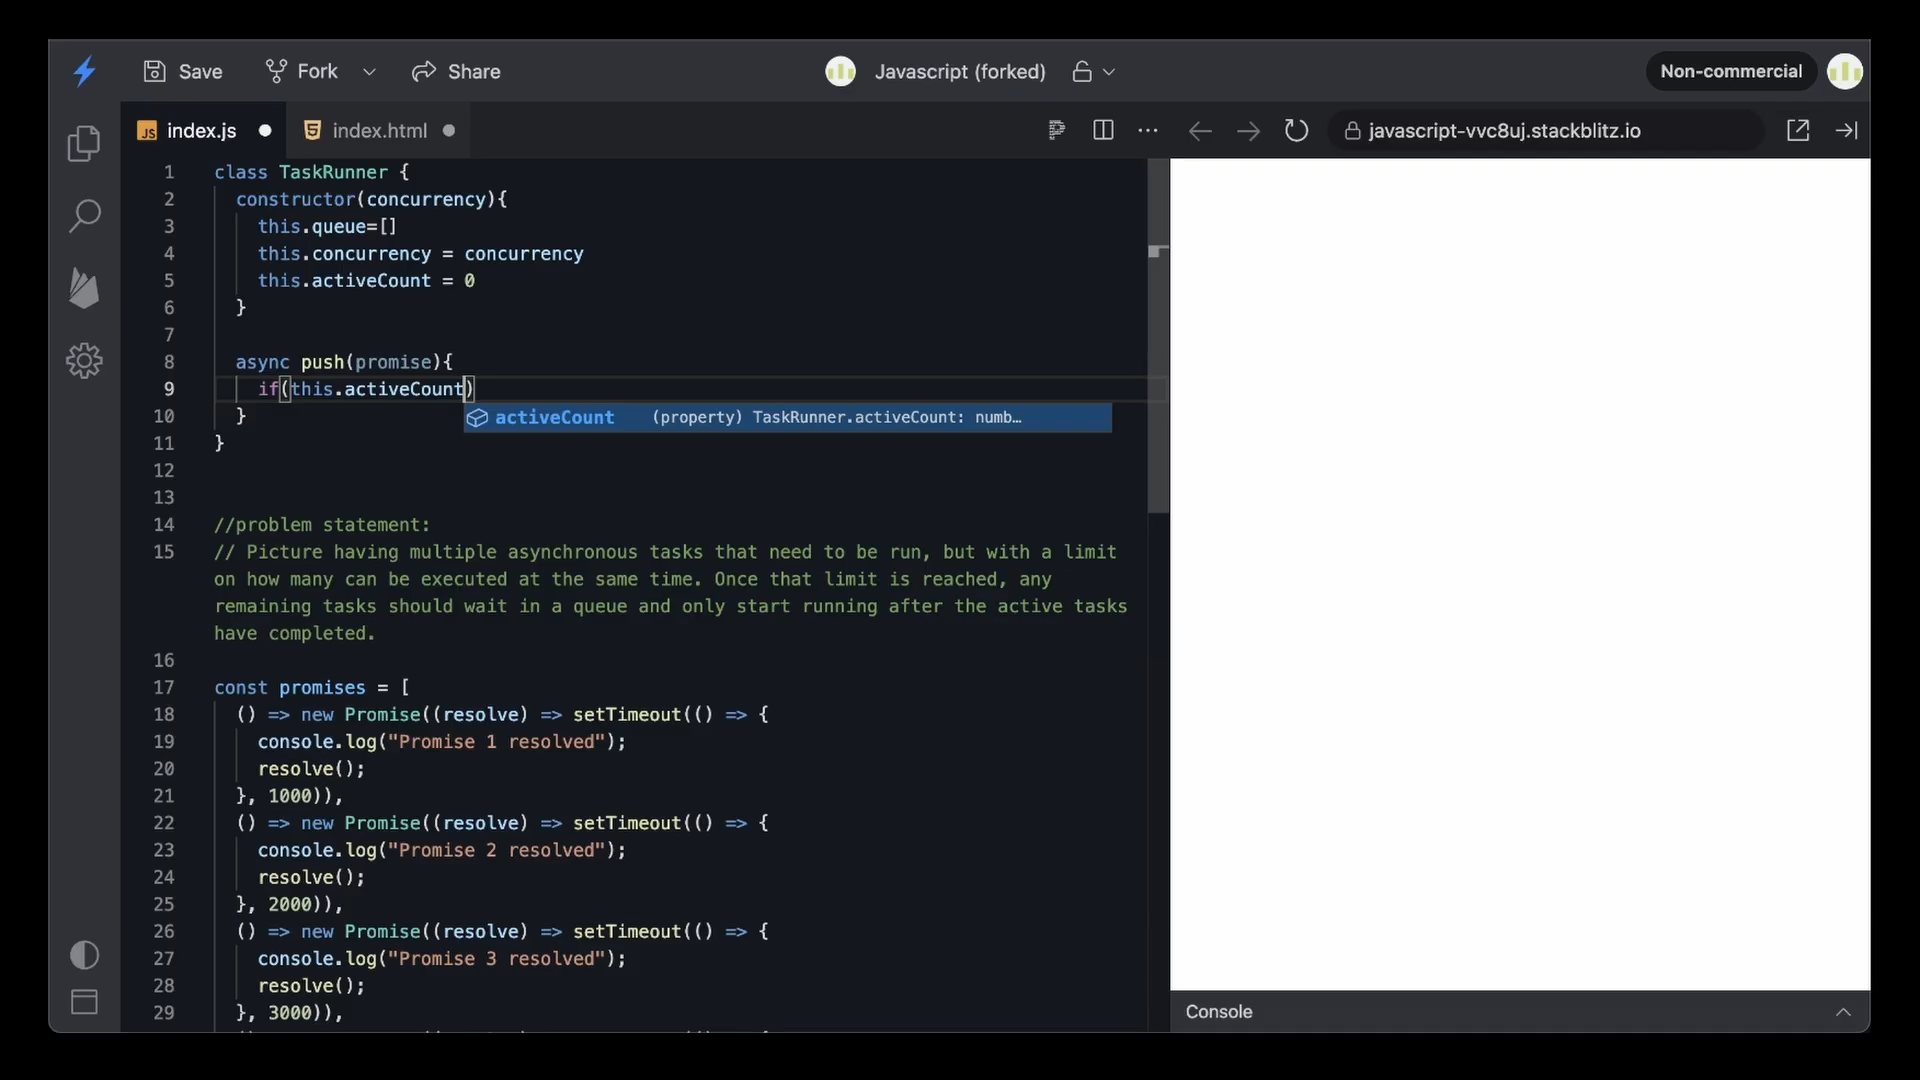 Save Fork Share Javascript (forked) Non-commercial
JS index.js index.html javascript-vvc8uj.stackblitz.io
1 class TaskRunner {
2 constructor(concurrency){
3 this.queue=[]
4 this.concurrency = concurrency
5 this.activeCount = 0
6 }
7
8 async push(promise){
9 if(this.activeCount)
10 }
activeCount (property) TaskRunner.activeCount: numb…
11 }
12
13
14 //problem statement:
15 // Picture having multiple asynchronous tasks that need to be run, but with a limit
on how many can be executed at the same time. Once that limit is reached, any
remaining tasks should wait in a queue and only start running after the active tasks
have completed.
16
17 const promises = [
18 () => new Promise((resolve) => setTimeout(() => {
19 console.log("Promise 1 resolved");
20 resolve();
21 }, 1000)),
22 () => new Promise((resolve) => setTimeout(() => {
23 console.log("Promise 2 resolved");
24 resolve();
25 }, 2000)),
26 () => new Promise((resolve) => setTimeout(() => {
27 console.log("Promise 3 resolved");
28 resolve();
29 }, 3000)),
Console